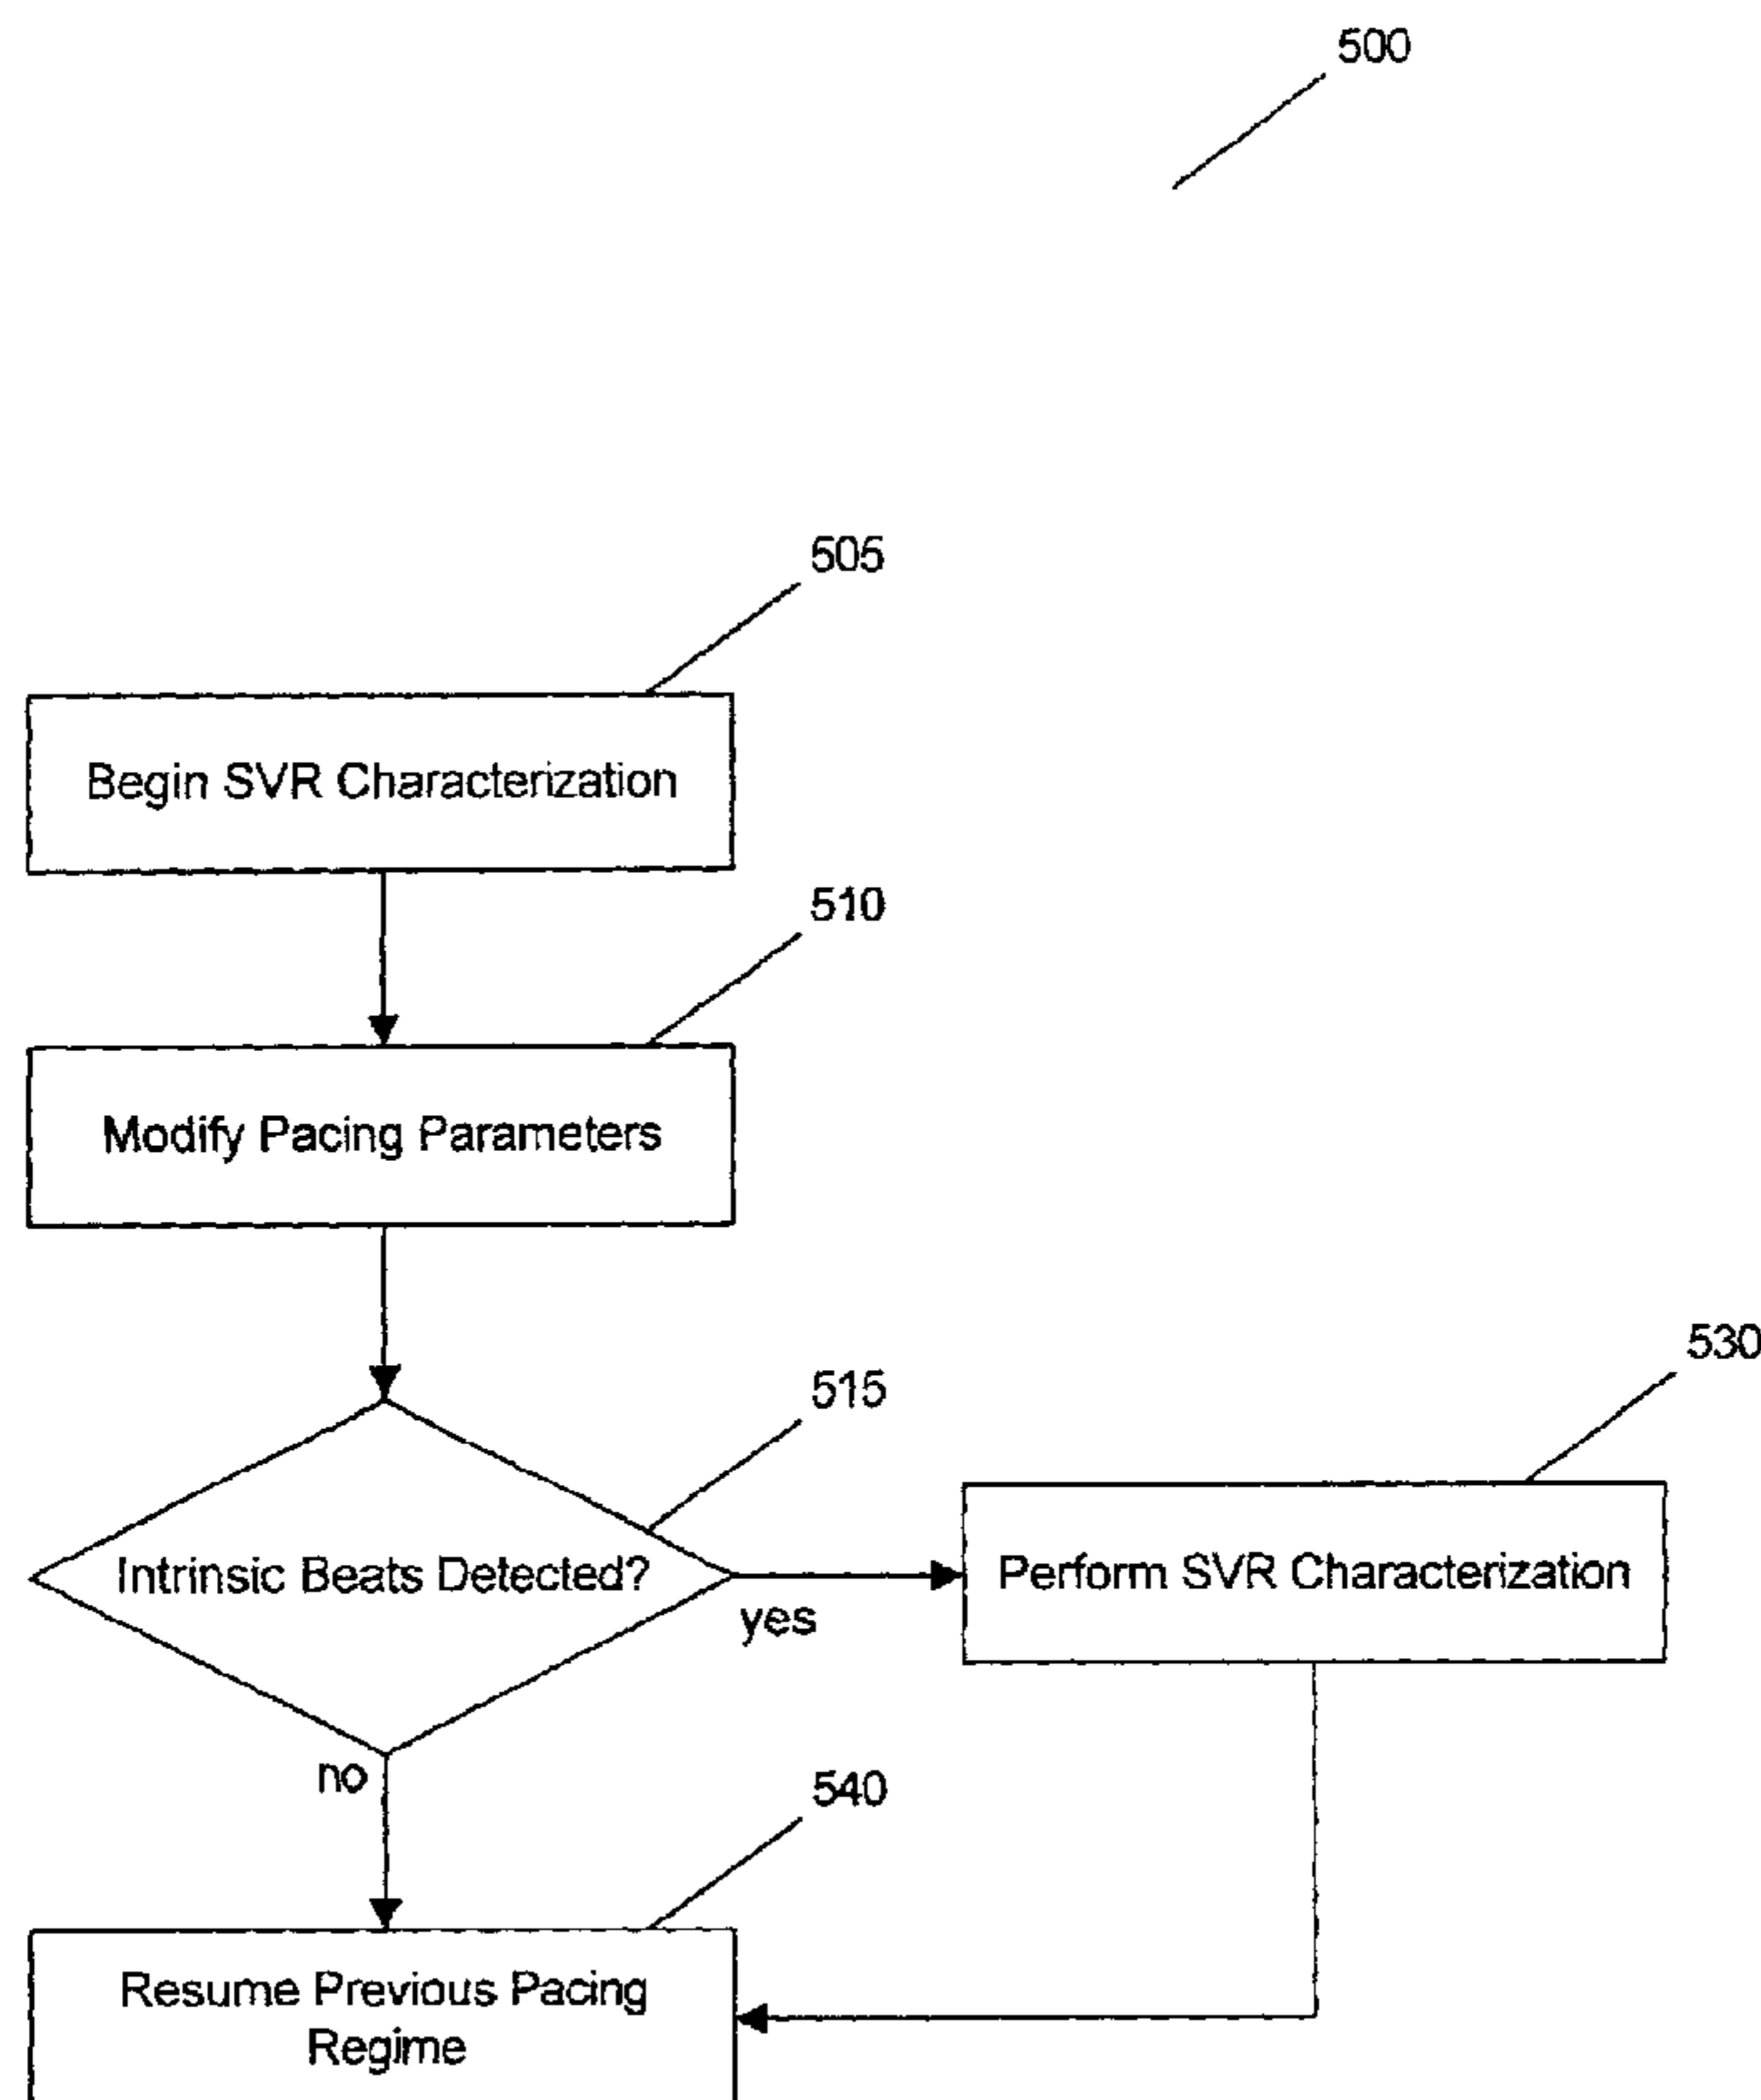 500
505
Begin SVR Characterization
510
Modify Pacing Parameters
515
530
Intrinsic Beats Detected?
Perform SVR Characterization
yes
no
540
Resume Previous Pacing
Regime